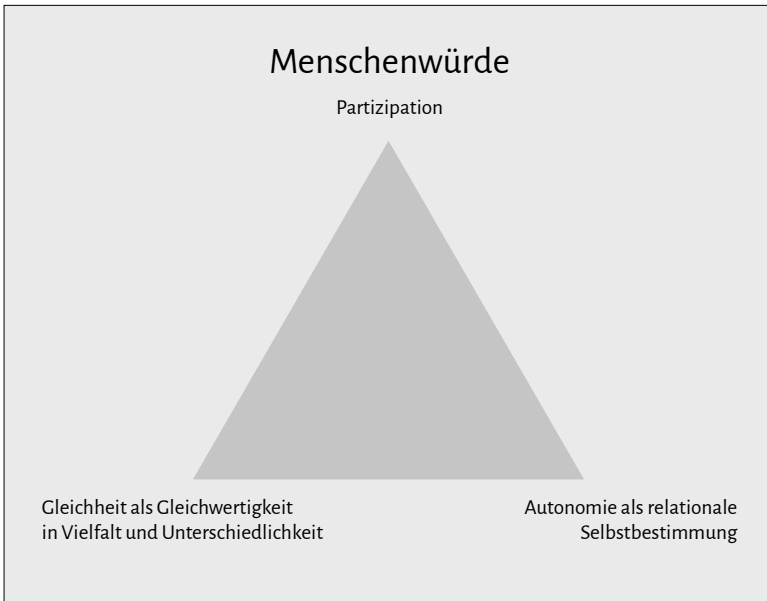 Menschenwürde
Partizipation
Gleichheit als Gleichwertigkeit
in Vielfalt und Unterschiedlichkeit
Autonomie als relationale
Selbstbestimmung